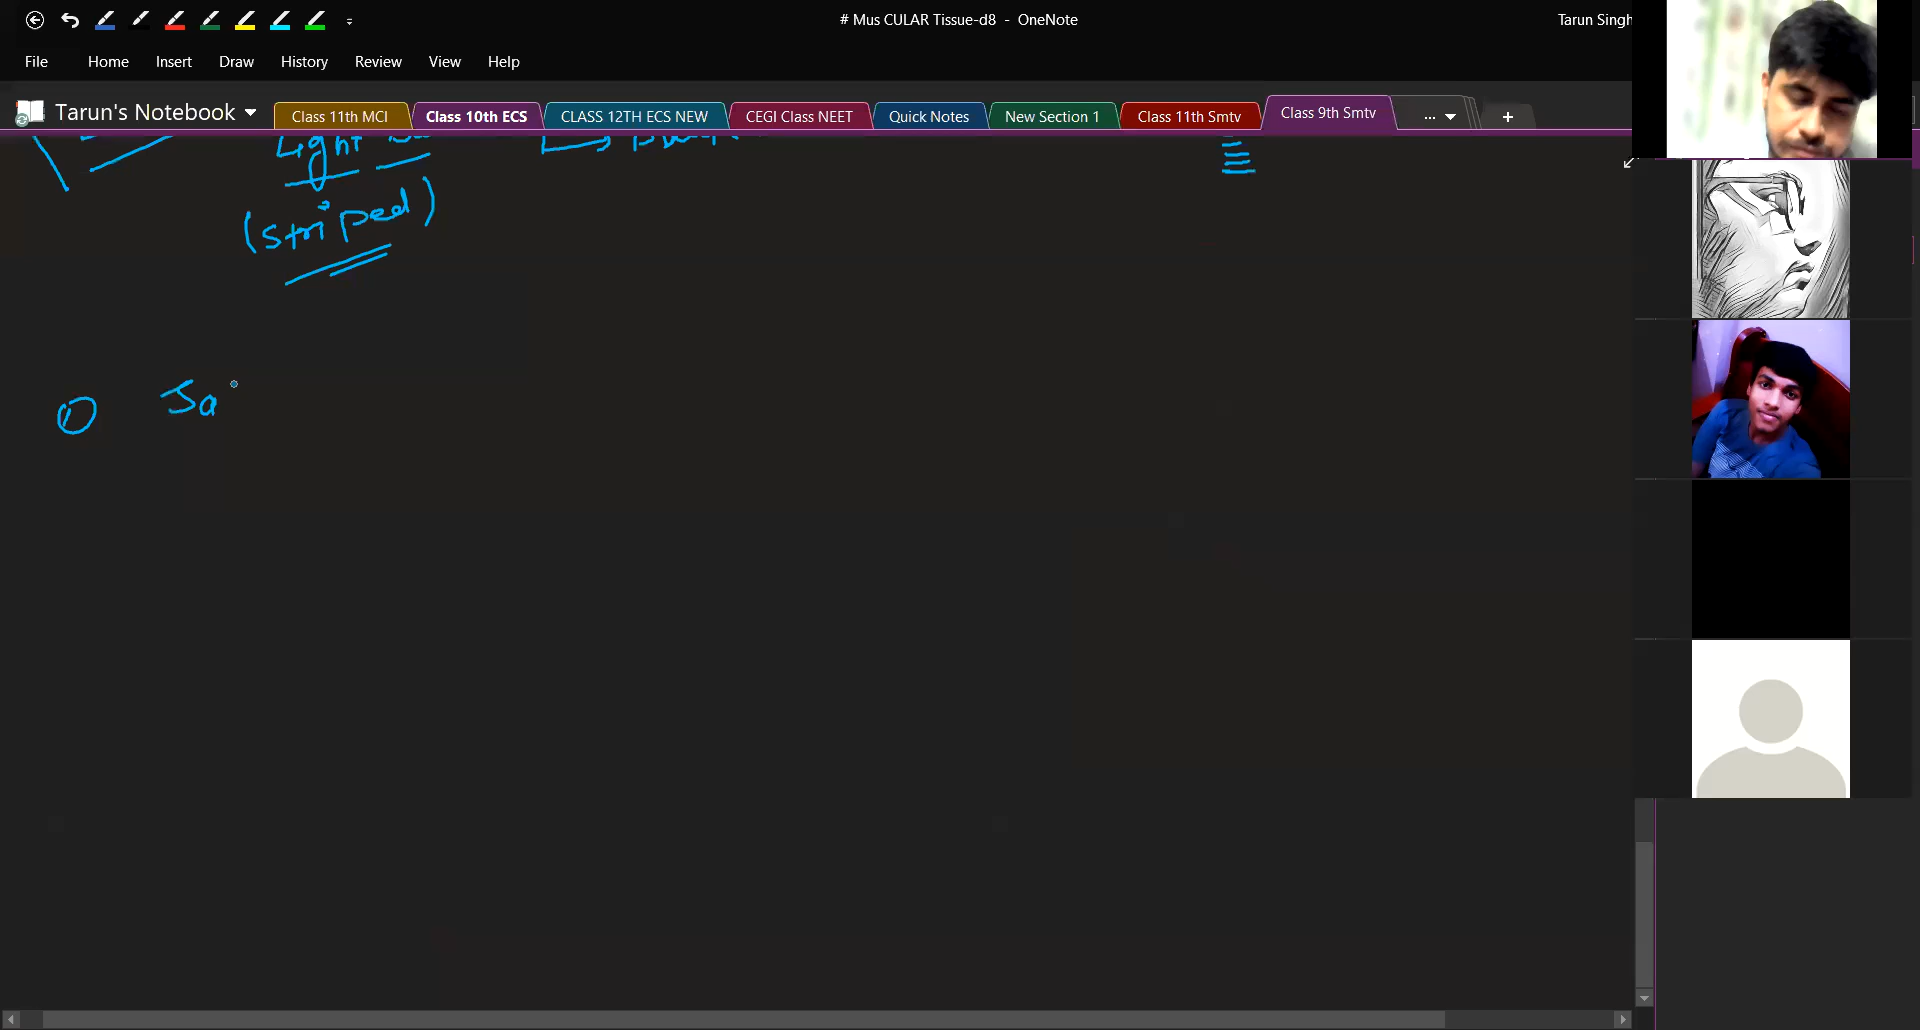 # Mus CULAR Tissue-d8 - OneNote
Tarun Singh
File Home Insert Draw History Review View Help
Tarun's Notebook Class 11th MCI Class 10th ECS CLASS 12TH ECS NEW CEGI Class NEET Quick Notes New Section 1 Class 11th Smtv Class 9th Smtv ... +
Light
(striped)
① Sa